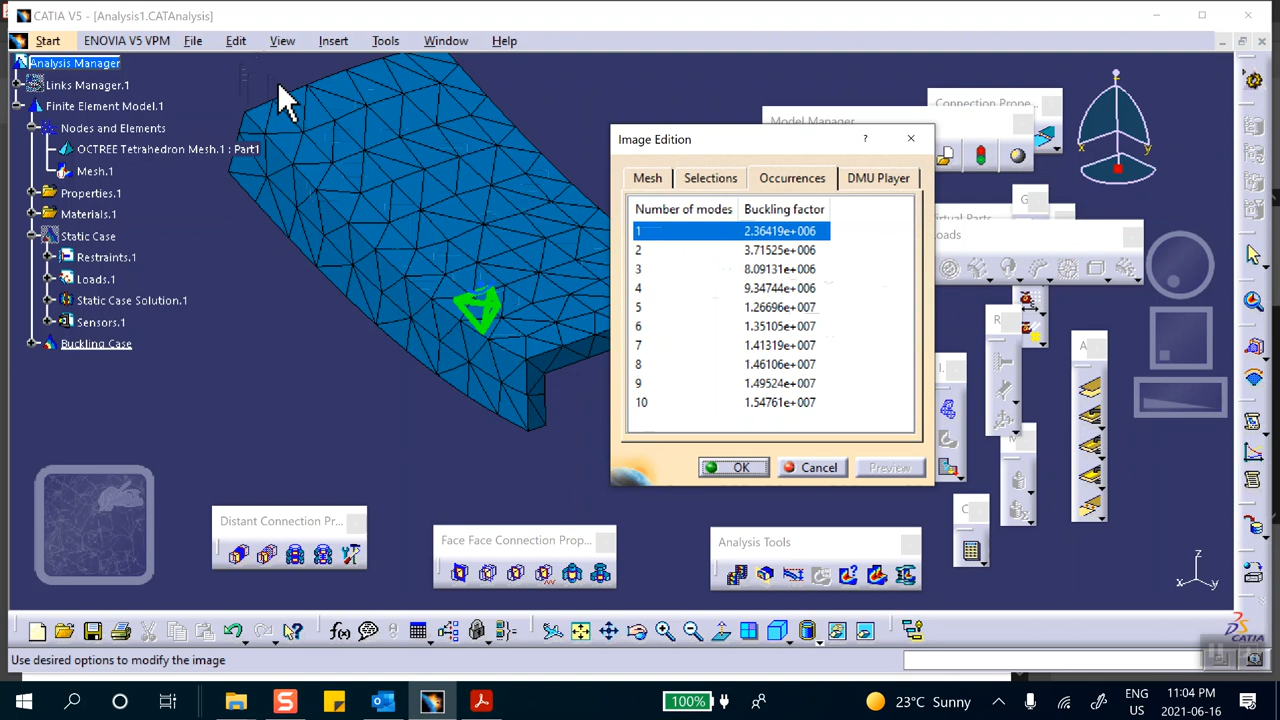 CATIA V5 - [Analysis1.CATAnalysis]
Start ENOVIA V5 VPM File Edit View Insert Tools Window Help
Analysis Manager
Links Manager.1
Finite Element Model.1
Nodes and Elements
OCTREE Tetrahedron Mesh.1 : Part1
Mesh.1
Properties.1
Materials.1
Static Case
Restraints.1
Loads.1
Static Case Solution.1
Sensors.1
Buckling Case
Connection Prope...
Model Manager
Image Edition
?
Mesh Selections Occurrences DMU Player
Number of modes Buckling factor
1 2.36419e+006
2 3.71525e+006
3 8.09131e+006
4 9.34744e+006
5 1.26696e+007
6 1.35105e+007
7 1.41319e+007
8 1.46106e+007
9 1.49524e+007
10 1.54761e+007
OK Cancel Preview
G
Virtual Parts
Loads
R
A
I.
M
C
x y z
Distant Connection Pr...
Face Face Connection Prop...
Analysis Tools
z
x y
f(x)
CATIA
Use desired options to modify the image
100%
23°C Sunny
ENG
US
11:04 PM
2021-06-16